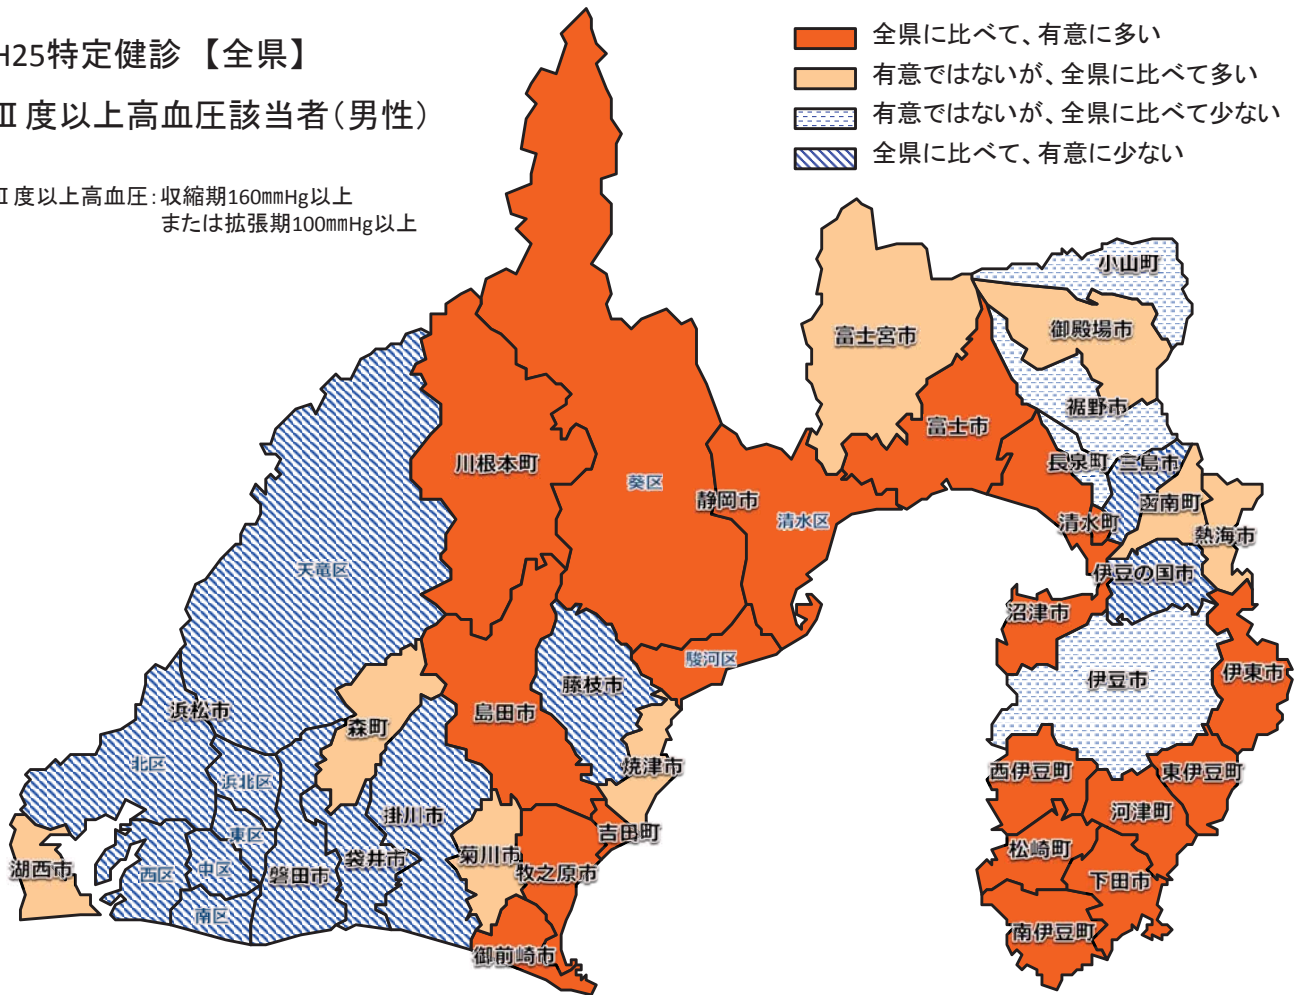 H25特定健診 【全県】
Ⅱ度以上高血圧該当者(男性)
Ⅱ度以上高血圧:収縮期160mmHg以上
または拡張期100mmHg以上
全県に比べて、有意に多い
有意ではないが、全県に比べて多い
有意ではないが、全県に比べて少ない
全県に比べて、有意に少ない
小山町
御殿場市
富士宮市
裾野市
富士市
長泉町
三島市
川根本町
葵区
静岡市
清水区
函南町
清水町
熱海市
天竜区
伊豆の国市
沼津市
駿河区
藤枝市
伊豆市
伊東市
浜松市
島田市
森町
北区
浜北区
焼津市
西伊豆町
東伊豆町
掛川市
河津町
東区
吉田町
湖西市
西区
中区
磐田市
袋井市
菊川市
牧之原市
松崎町
下田市
南区
御前崎市
南伊豆町